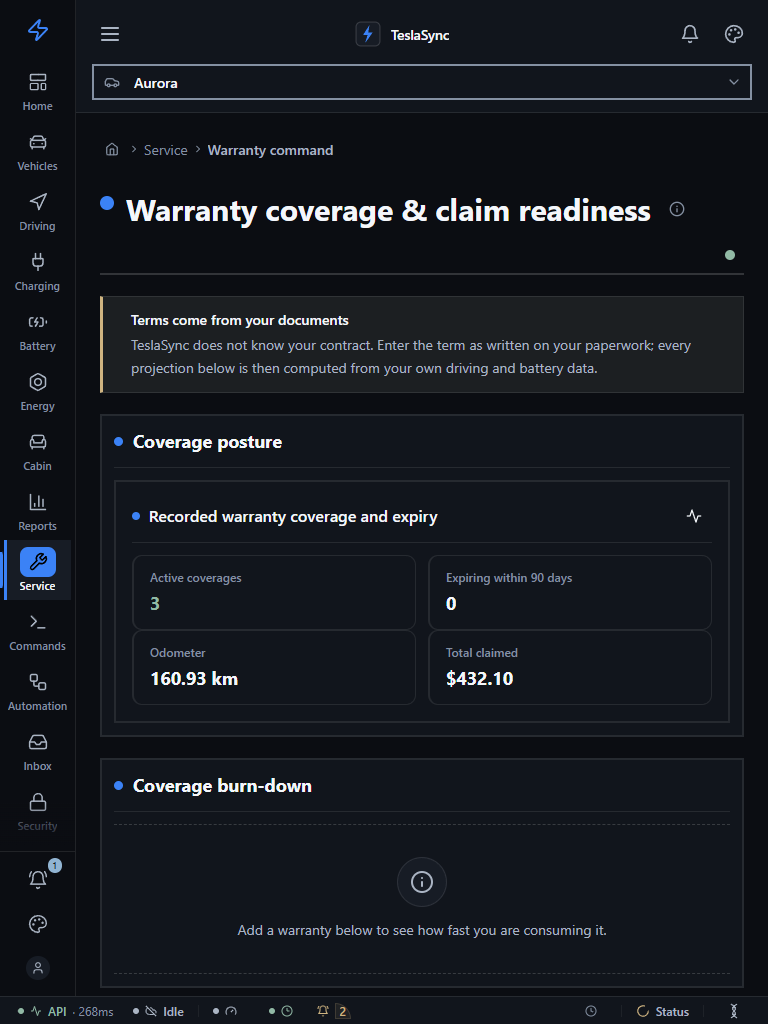 TeslaSync
Aurora
Home
Vehicles
Driving
Charging
Battery
Energy
Cabin
Reports
Service
Commands
Automation
Inbox
Security
1
Service
Warranty command
Warranty coverage & claim readiness
Terms come from your documents
TeslaSync does not know your contract. Enter the term as written on your paperwork; every
projection below is then computed from your own driving and battery data.
Coverage posture
Recorded warranty coverage and expiry
Active coverages
3
Expiring within 90 days
0
Odometer
160.93 km
Total claimed
$432.10
Coverage burn-down
Add a warranty below to see how fast you are consuming it.
API · 268ms
Idle
2
Status